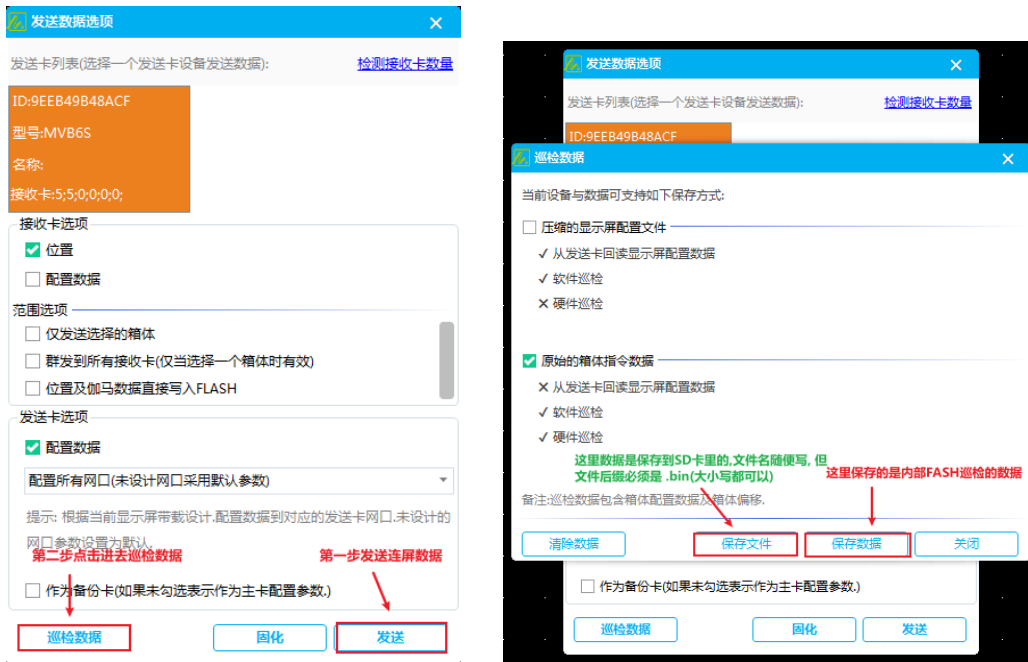 发送数据选项
发送卡列表(选择一个发送卡设备发送数据):
检测接收卡数量
ID:9EEB49B48ACF
型号:MVB6S
名称:
接收卡:5;5;0;0;0;0;
接收卡选项
位置
配置数据
范围选项
仅发送选择的箱体
群发到所有接收卡(仅当选择一个箱体时有效)
位置及伽马数据直接写入FLASH
发送卡选项
配置数据
配置所有网口(未设计网口采用默认参数)
提示: 根据当前显示屏带载设计,配置数据到对应的发送卡网口.未设计的
网口参数设置为默认.
第二步点击进去巡检数据
第一步发送连屏数据
作为备份卡(如果未勾选表示作为主卡配置参数.)
巡检数据
固化
发送
发送数据选项
发送卡列表(选择一个发送卡设备发送数据):
检测接收卡数量
ID:9EEB49B48ACF
巡检数据
当前设备与数据可支持如下保存方式:
压缩的显示屏配置文件
✓ 从发送卡回读显示屏配置数据
✓ 软件巡检
✕ 硬件巡检
原始的箱体指令数据
✕ 从发送卡回读显示屏配置数据
✓ 软件巡检
✓ 硬件巡检
这里数据是保存到SD卡里的,文件名随便写, 但
文件后缀必须是 .bin(大小写都可以)
这里保存的是内部FASH巡检的数据
备注:巡检数据包含箱体配置数据及箱体偏移.
清除数据
保存文件
保存数据
关闭
作为备份卡(如果未勾选表示作为主卡配置参数.)
巡检数据
固化
发送